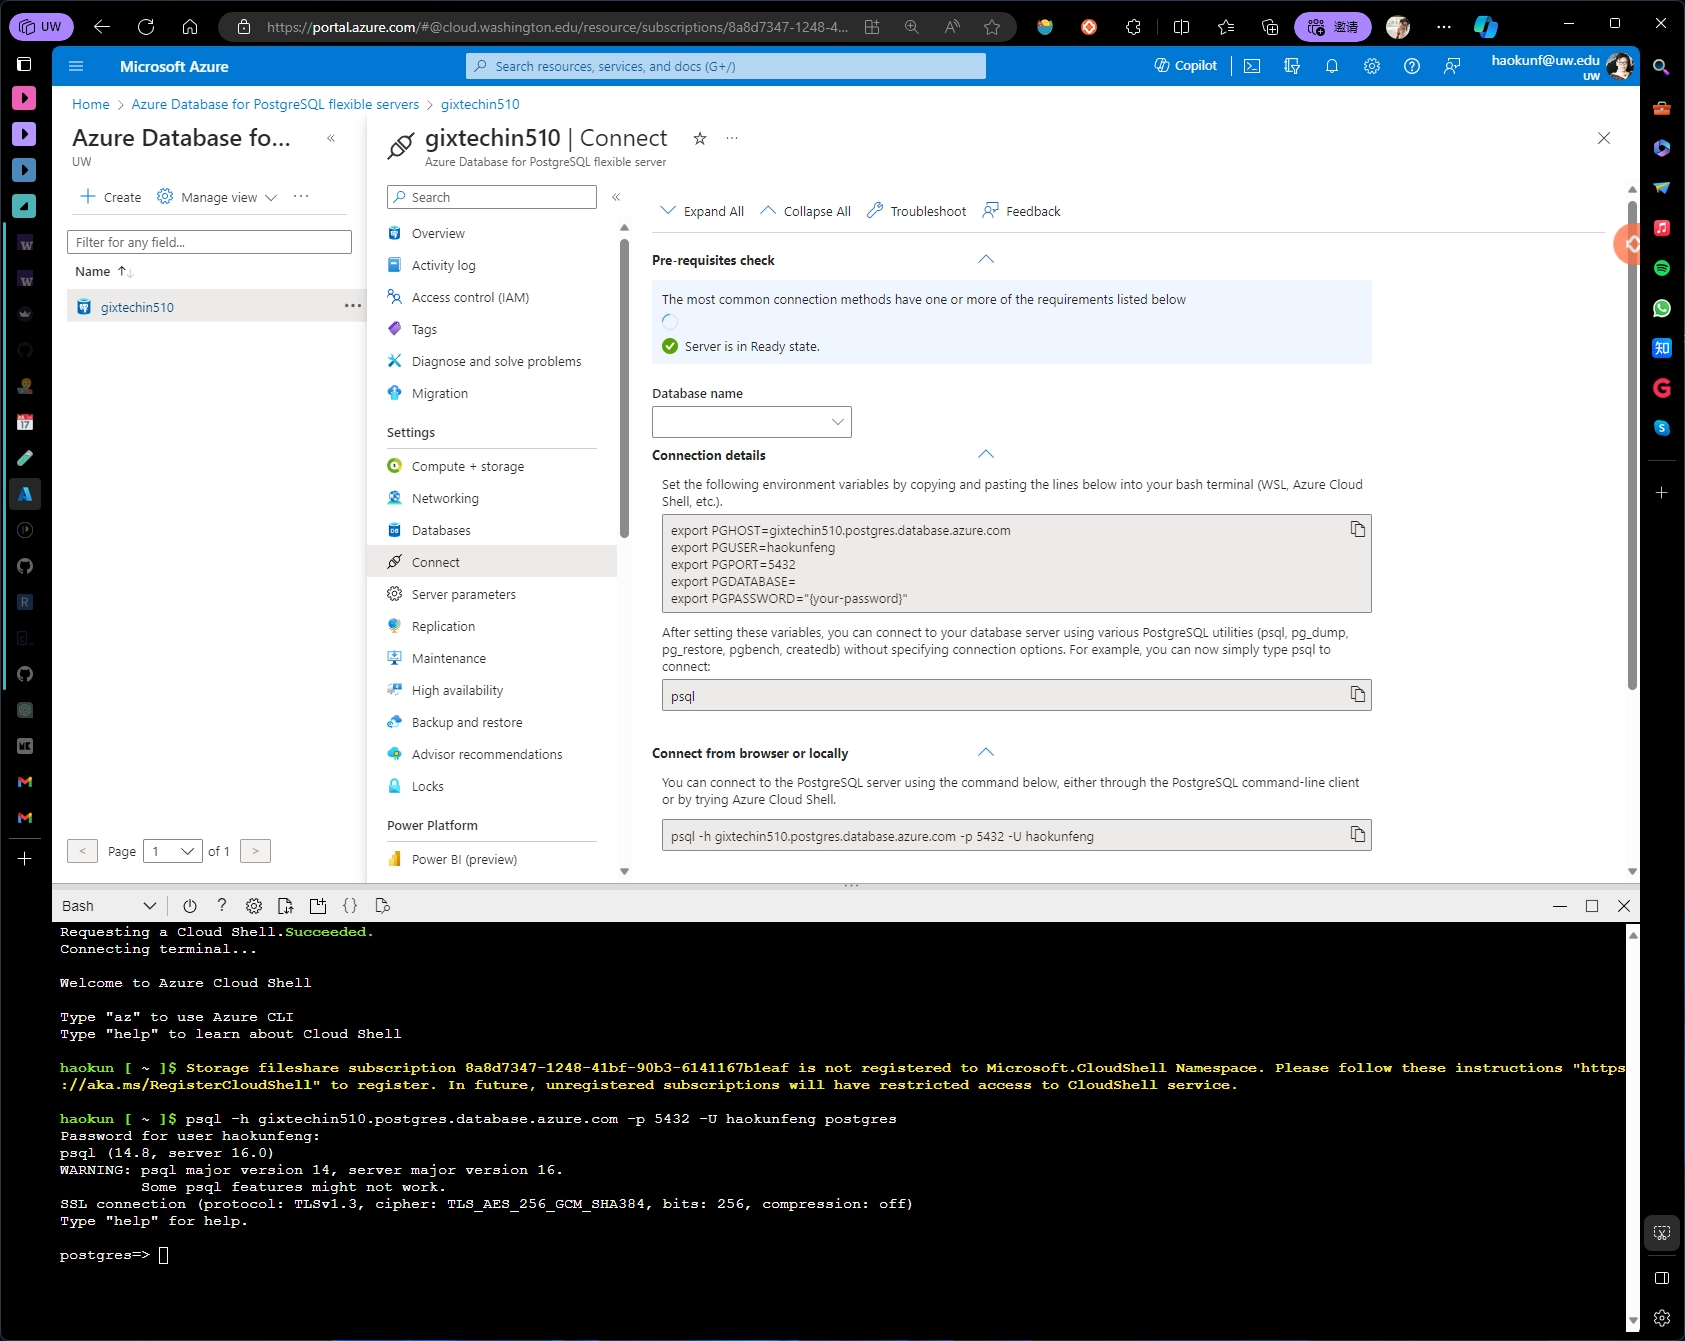 UW
https://portal.azure.com/#@cloud.washington.edu/resource/subscriptions/8a8d7347-1248-4...
邀请
Microsoft Azure
Search resources, services, and docs (G+/)
Copilot
haokunf@uw.edu
UW
Home > Azure Database for PostgreSQL flexible servers > gixtechin510
Azure Database fo...
«
UW
Create
Manage view
...
Filter for any field...
Name ↑↓
gixtechin510
...
< Page 1 of 1 >
gixtechin510 | Connect
...
Azure Database for PostgreSQL flexible server
Search
«
Overview
Activity log
Access control (IAM)
Tags
Diagnose and solve problems
Migration
Settings
Compute + storage
Networking
Databases
Connect
Server parameters
Replication
Maintenance
High availability
Backup and restore
Advisor recommendations
Locks
Power Platform
Power BI (preview)
Expand All
Collapse All
Troubleshoot
Feedback
Pre-requisites check
The most common connection methods have one or more of the requirements listed below
Server is in Ready state.
Database name
Connection details
Set the following environment variables by copying and pasting the lines below into your bash terminal (WSL, Azure Cloud
Shell, etc.).
export PGHOST=gixtechin510.postgres.database.azure.com
export PGUSER=haokunfeng
export PGPORT=5432
export PGDATABASE=
export PGPASSWORD="{your-password}"
After setting these variables, you can connect to your database server using various PostgreSQL utilities (psql, pg_dump,
pg_restore, pgbench, createdb) without specifying connection options. For example, you can now simply type psql to
connect:
psql
Connect from browser or locally
You can connect to the PostgreSQL server using the command below, either through the PostgreSQL command-line client
or by trying Azure Cloud Shell.
psql -h gixtechin510.postgres.database.azure.com -p 5432 -U haokunfeng
Bash
?
{}
Requesting a Cloud Shell.Succeeded.
Connecting terminal...
Welcome to Azure Cloud Shell
Type "az" to use Azure CLI
Type "help" to learn about Cloud Shell
haokun [ ~ ]$ Storage fileshare subscription 8a8d7347-1248-41bf-90b3-6141167b1eaf is not registered to Microsoft.CloudShell Namespace. Please follow these instructions "https
://aka.ms/RegisterCloudShell" to register. In future, unregistered subscriptions will have restricted access to CloudShell service.
haokun [ ~ ]$ psql -h gixtechin510.postgres.database.azure.com -p 5432 -U haokunfeng postgres
Password for user haokunfeng:
psql (14.8, server 16.0)
WARNING: psql major version 14, server major version 16.
Some psql features might not work.
SSL connection (protocol: TLSv1.3, cipher: TLS_AES_256_GCM_SHA384, bits: 256, compression: off)
Type "help" for help.
postgres=>
W
W
17
R
知
G
S